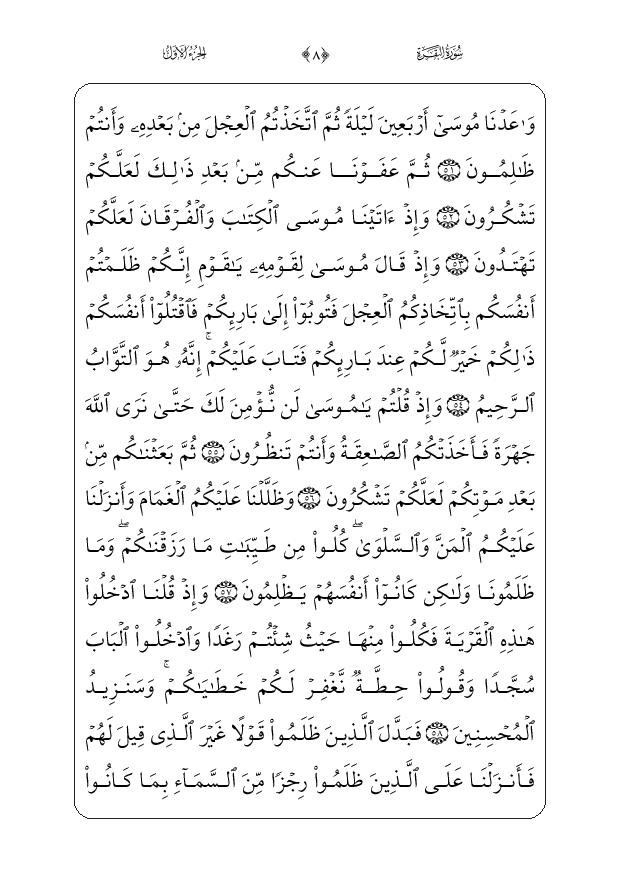 سُورَةُ البَقَرَةِ ﴿٨﴾ الجُزْءُ الأَوَّلُ
وَٰعَدۡنَا مُوسَىٰٓ أَرۡبَعِينَ لَيۡلَةٗ ثُمَّ ٱتَّخَذۡتُمُ ٱلۡعِجۡلَ مِنۢ بَعۡدِهِۦ وَأَنتُمۡ
ظَٰلِمُونَ ٥١ ثُمَّ عَفَوۡنَا عَنكُم مِّنۢ بَعۡدِ ذَٰلِكَ لَعَلَّكُمۡ
تَشۡكُرُونَ ٥٢ وَإِذۡ ءَاتَيۡنَا مُوسَى ٱلۡكِتَٰبَ وَٱلۡفُرۡقَانَ لَعَلَّكُمۡ
تَهۡتَدُونَ ٥٣ وَإِذۡ قَالَ مُوسَىٰ لِقَوۡمِهِۦ يَٰقَوۡمِ إِنَّكُمۡ ظَلَمۡتُمۡ
أَنفُسَكُم بِٱتِّخَاذِكُمُ ٱلۡعِجۡلَ فَتُوبُوٓاْ إِلَىٰ بَارِئِكُمۡ فَٱقۡتُلُوٓاْ أَنفُسَكُمۡ
ذَٰلِكُمۡ خَيۡرٞ لَّكُمۡ عِندَ بَارِئِكُمۡ فَتَابَ عَلَيۡكُمۡۚ إِنَّهُۥ هُوَ ٱلتَّوَّابُ
ٱلرَّحِيمُ ٥٤ وَإِذۡ قُلۡتُمۡ يَٰمُوسَىٰ لَن نُّؤۡمِنَ لَكَ حَتَّىٰ نَرَى ٱللَّهَ
جَهۡرَةٗ فَأَخَذَتۡكُمُ ٱلصَّٰعِقَةُ وَأَنتُمۡ تَنظُرُونَ ٥٥ ثُمَّ بَعَثۡنَٰكُم مِّنۢ
بَعۡدِ مَوۡتِكُمۡ لَعَلَّكُمۡ تَشۡكُرُونَ ٥٦ وَظَلَّلۡنَا عَلَيۡكُمُ ٱلۡغَمَامَ وَأَنزَلۡنَا
عَلَيۡكُمُ ٱلۡمَنَّ وَٱلسَّلۡوَىٰۖ كُلُواْ مِن طَيِّبَٰتِ مَا رَزَقۡنَٰكُمۡۖ وَمَا
ظَلَمُونَا وَلَٰكِن كَانُوٓاْ أَنفُسَهُمۡ يَظۡلِمُونَ ٥٧ وَإِذۡ قُلۡنَا ٱدۡخُلُواْ
هَٰذِهِ ٱلۡقَرۡيَةَ فَكُلُواْ مِنۡهَا حَيۡثُ شِئۡتُمۡ رَغَدٗا وَٱدۡخُلُواْ ٱلۡبَابَ
سُجَّدٗا وَقُولُواْ حِطَّةٞ نَّغۡفِرۡ لَكُمۡ خَطَٰيَٰكُمۡۚ وَسَنَزِيدُ
ٱلۡمُحۡسِنِينَ ٥٨ فَبَدَّلَ ٱلَّذِينَ ظَلَمُواْ قَوۡلًا غَيۡرَ ٱلَّذِي قِيلَ لَهُمۡ
فَأَنزَلۡنَا عَلَى ٱلَّذِينَ ظَلَمُواْ رِجۡزٗا مِّنَ ٱلسَّمَآءِ بِمَا كَانُواْ